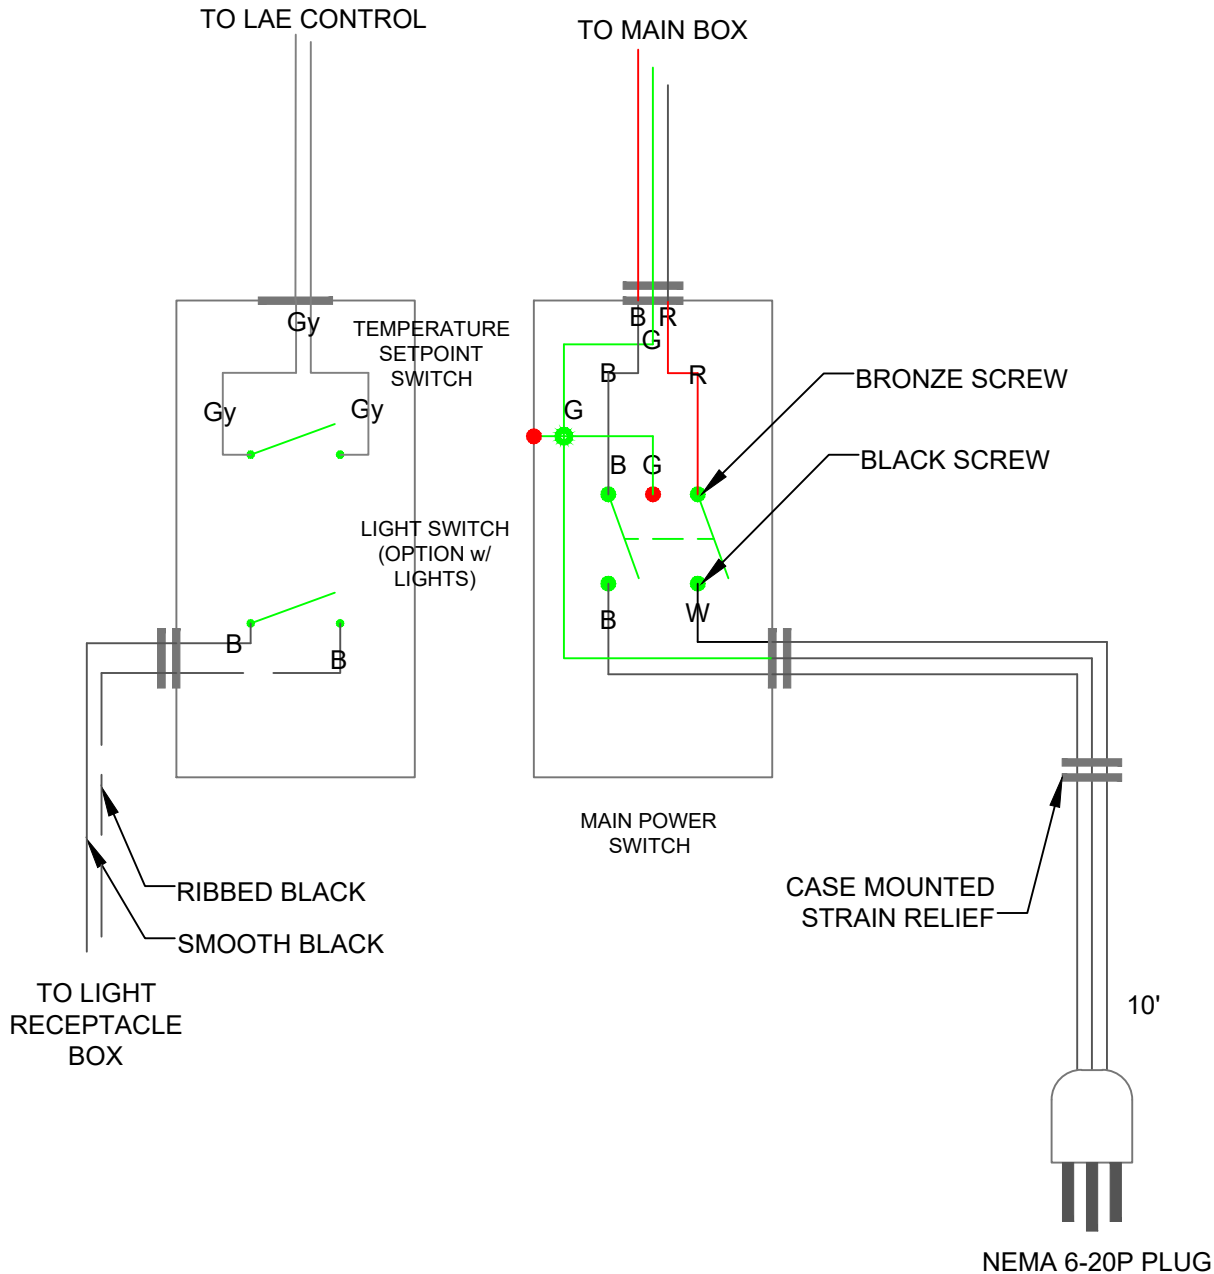 TO LAE CONTROL
TO MAIN BOX
Gy
TEMPERATURE
SETPOINT
SWITCH
Gy
Gy
B
R
G
B
R
BRONZE SCREW
G
B
G
BLACK SCREW
LIGHT SWITCH
(OPTION w/
LIGHTS)
B
B
B
W
MAIN POWER
SWITCH
RIBBED BLACK
SMOOTH BLACK
CASE MOUNTED
STRAIN RELIEF
TO LIGHT
RECEPTACLE
BOX
10'
NEMA 6-20P PLUG